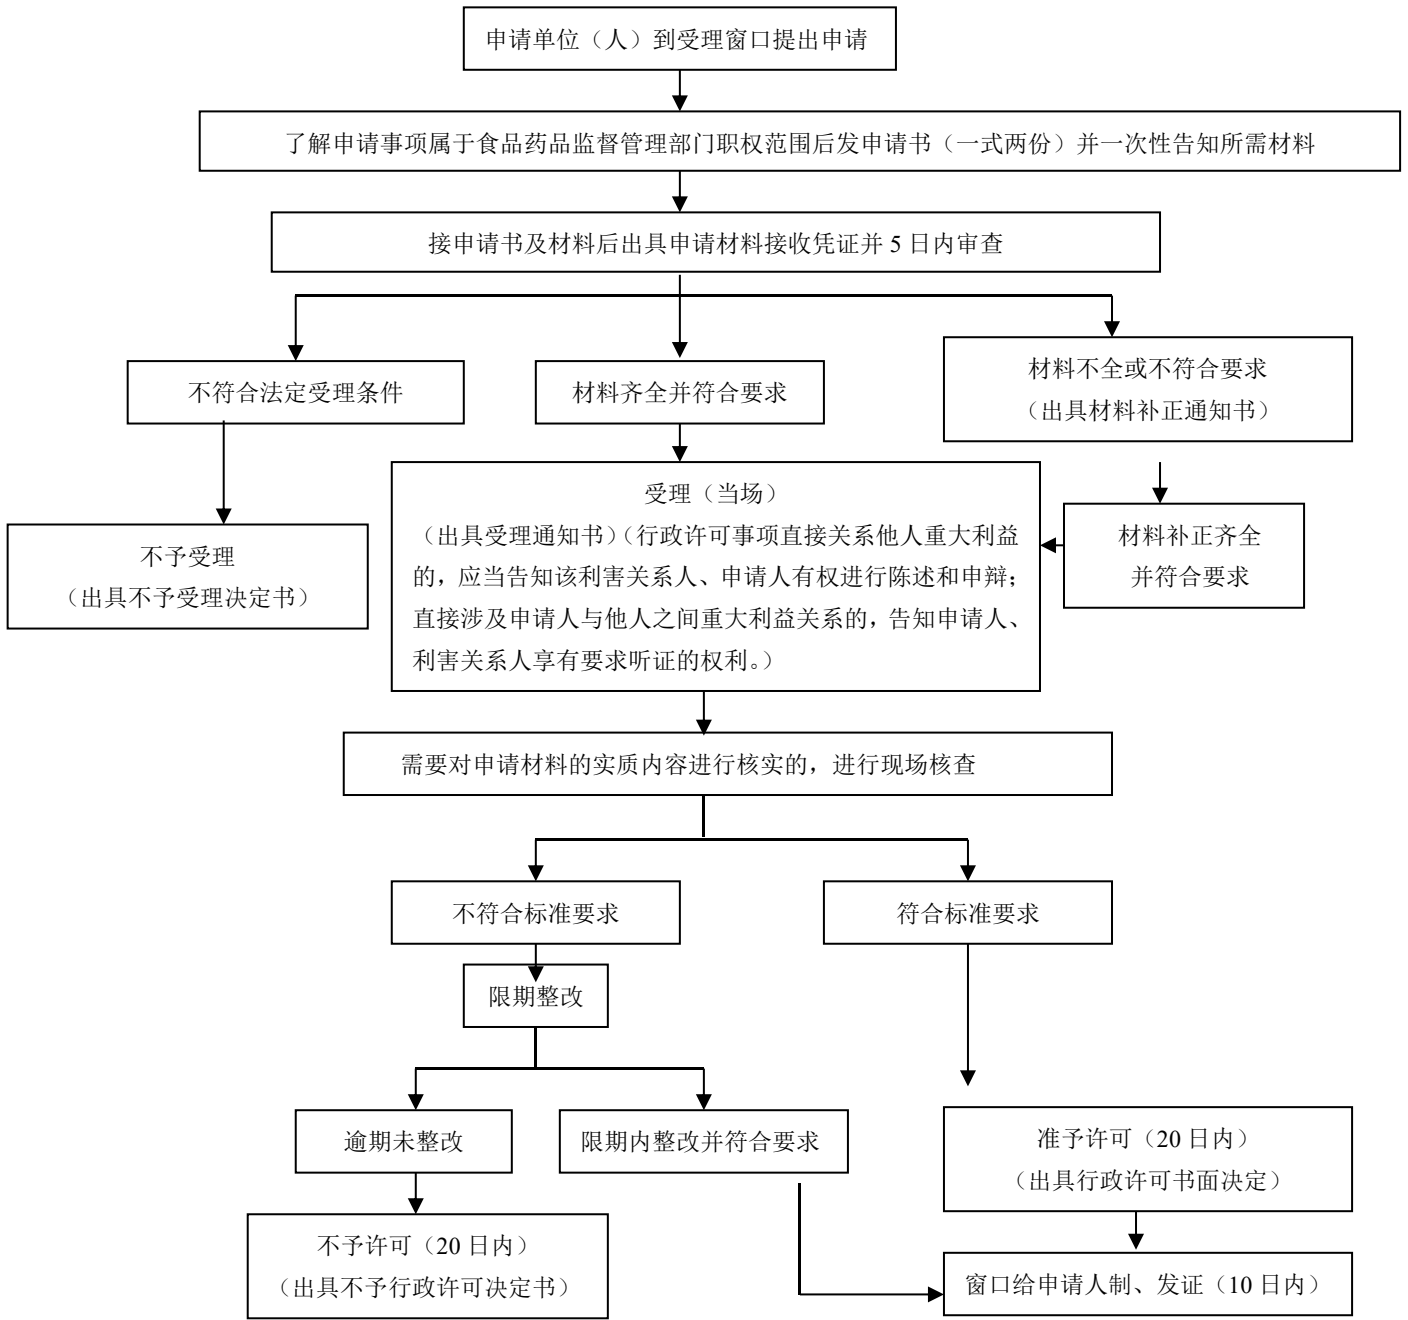 申请单位（人）到受理窗口提出申请
了解申请事项属于食品药品监督管理部门职权范围后发申请书（一式两份）并一次性告知所需材料
接申请书及材料后出具申请材料接收凭证并 5 日内审查
不符合法定受理条件
材料齐全并符合要求
材料不全或不符合要求
（出具材料补正通知书）
不予受理
（出具不予受理决定书）
受理（当场）
（出具受理通知书）（行政许可事项直接关系他人重大利益
的，应当告知该利害关系人、申请人有权进行陈述和申辩；
直接涉及申请人与他人之间重大利益关系的，告知申请人、
利害关系人享有要求听证的权利。）
材料补正齐全
并符合要求
需要对申请材料的实质内容进行核实的，进行现场核查
不符合标准要求
符合标准要求
限期整改
逾期未整改
限期内整改并符合要求
准予许可（20 日内）
（出具行政许可书面决定）
不予许可（20 日内）
（出具不予行政许可决定书）
窗口给申请人制、发证（10 日内）